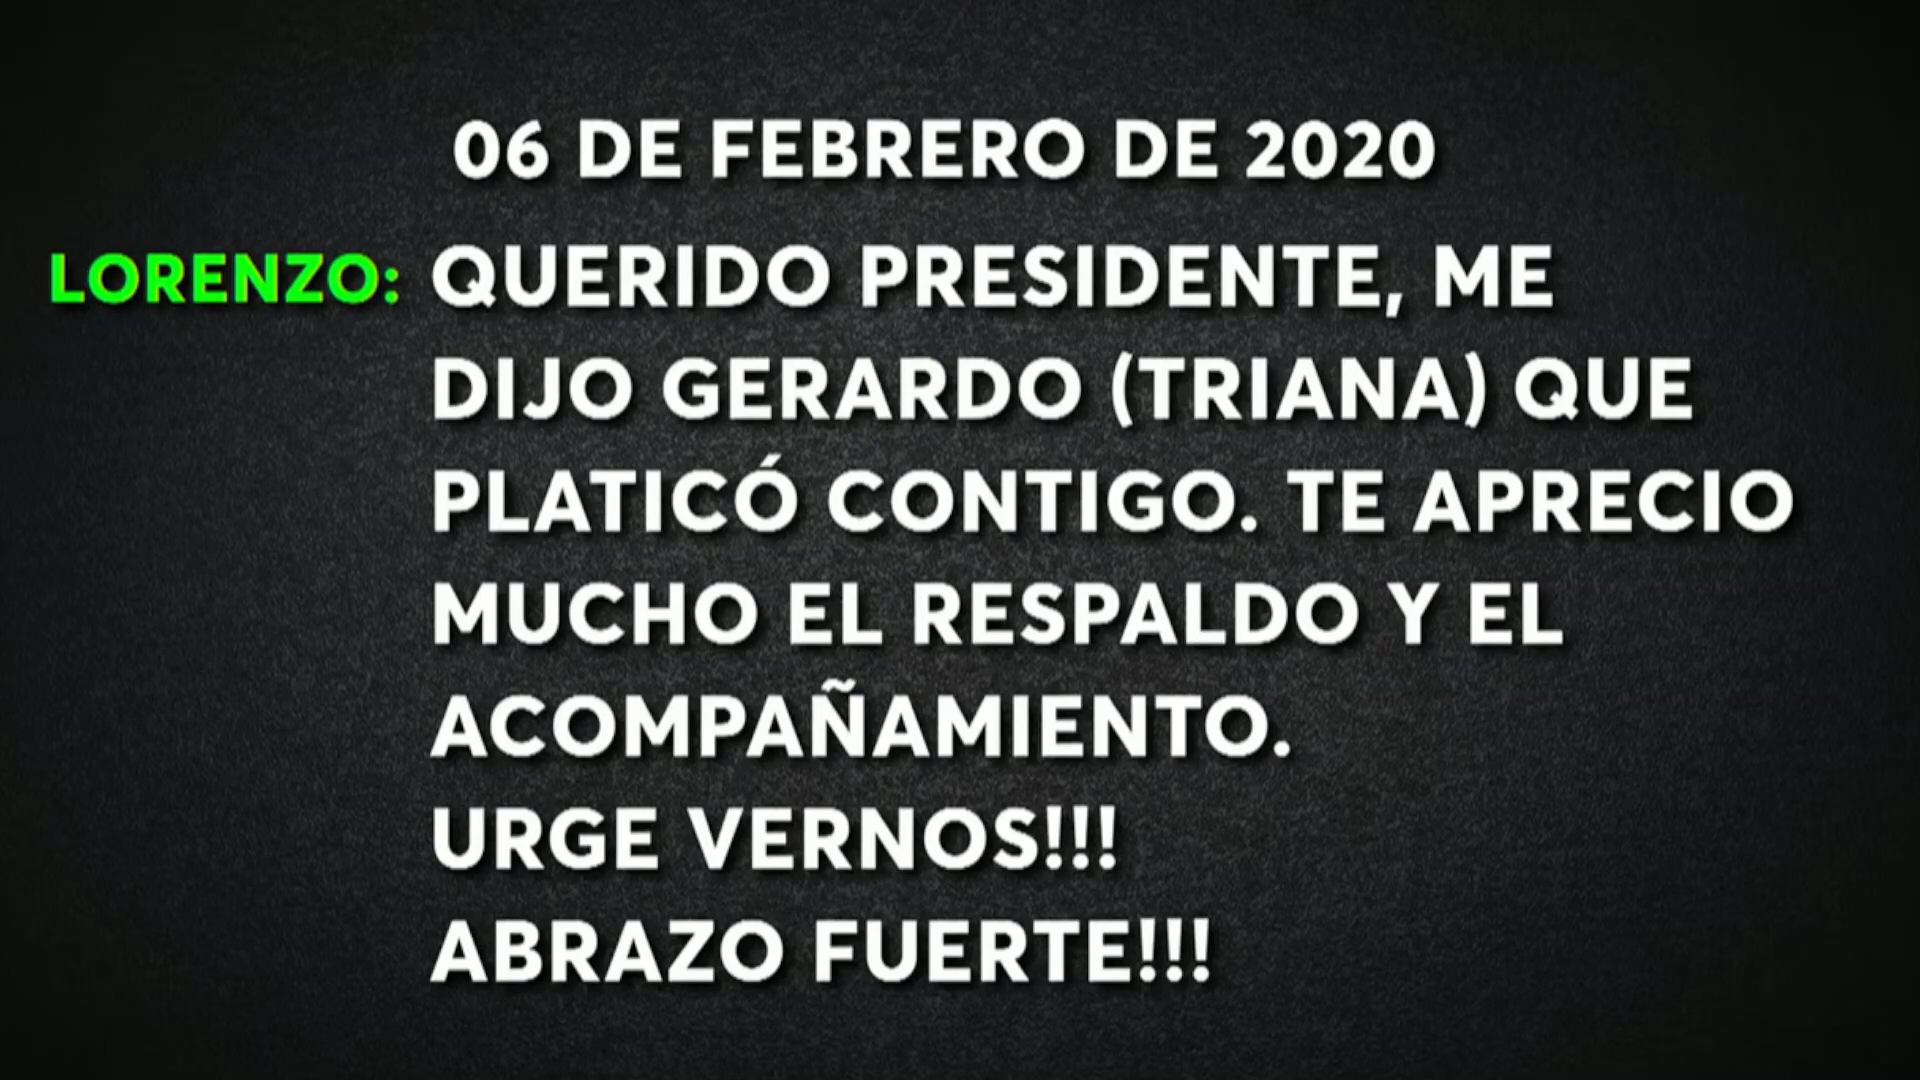 06 DE FEBRERO DE 2020
LORENZO: QUERIDO PRESIDENTE, ME
DIJO GERARDO (TRIANA) QUE
PLATICÓ CONTIGO. TE APRECIO
MUCHO EL RESPALDO Y EL
ACOMPAÑAMIENTO.
URGE VERNOS!!!
ABRAZO FUERTE!!!